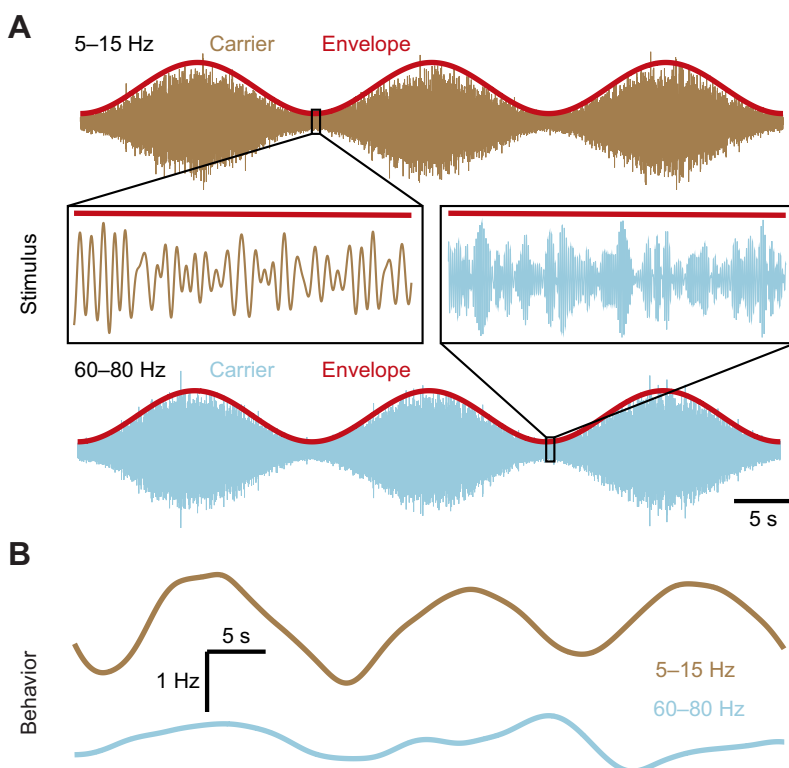 A
5–15 Hz Carrier Envelope
Stimulus
60–80 Hz Carrier Envelope
5 s
B
5 s
1 Hz
Behavior
5–15 Hz
60–80 Hz